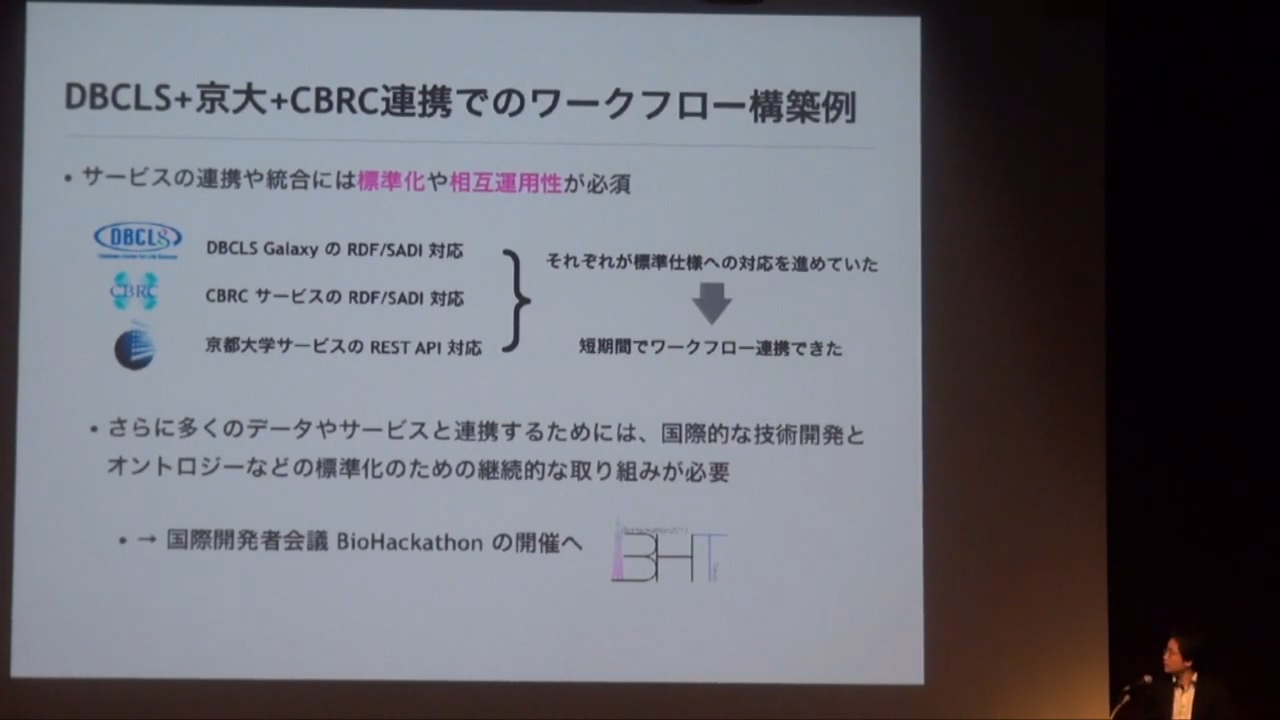 DBCLS+京大+CBRC連携でのワークフロー構築例
• サービスの連携や統合には標準化や相互運用性が必須
DBCLS
DBCLS Galaxy の RDF/SADI 対応
CBRC
CBRC サービスの RDF/SADI 対応
京都大学サービスの REST API 対応
それぞれが標準仕様への対応を進めていた
短期間でワークフロー連携できた
• さらに多くのデータやサービスと連携するためには、国際的な技術開発と
オントロジーなどの標準化のための継続的な取り組みが必要
• → 国際開発者会議 BioHackathon の開催へ
BHT